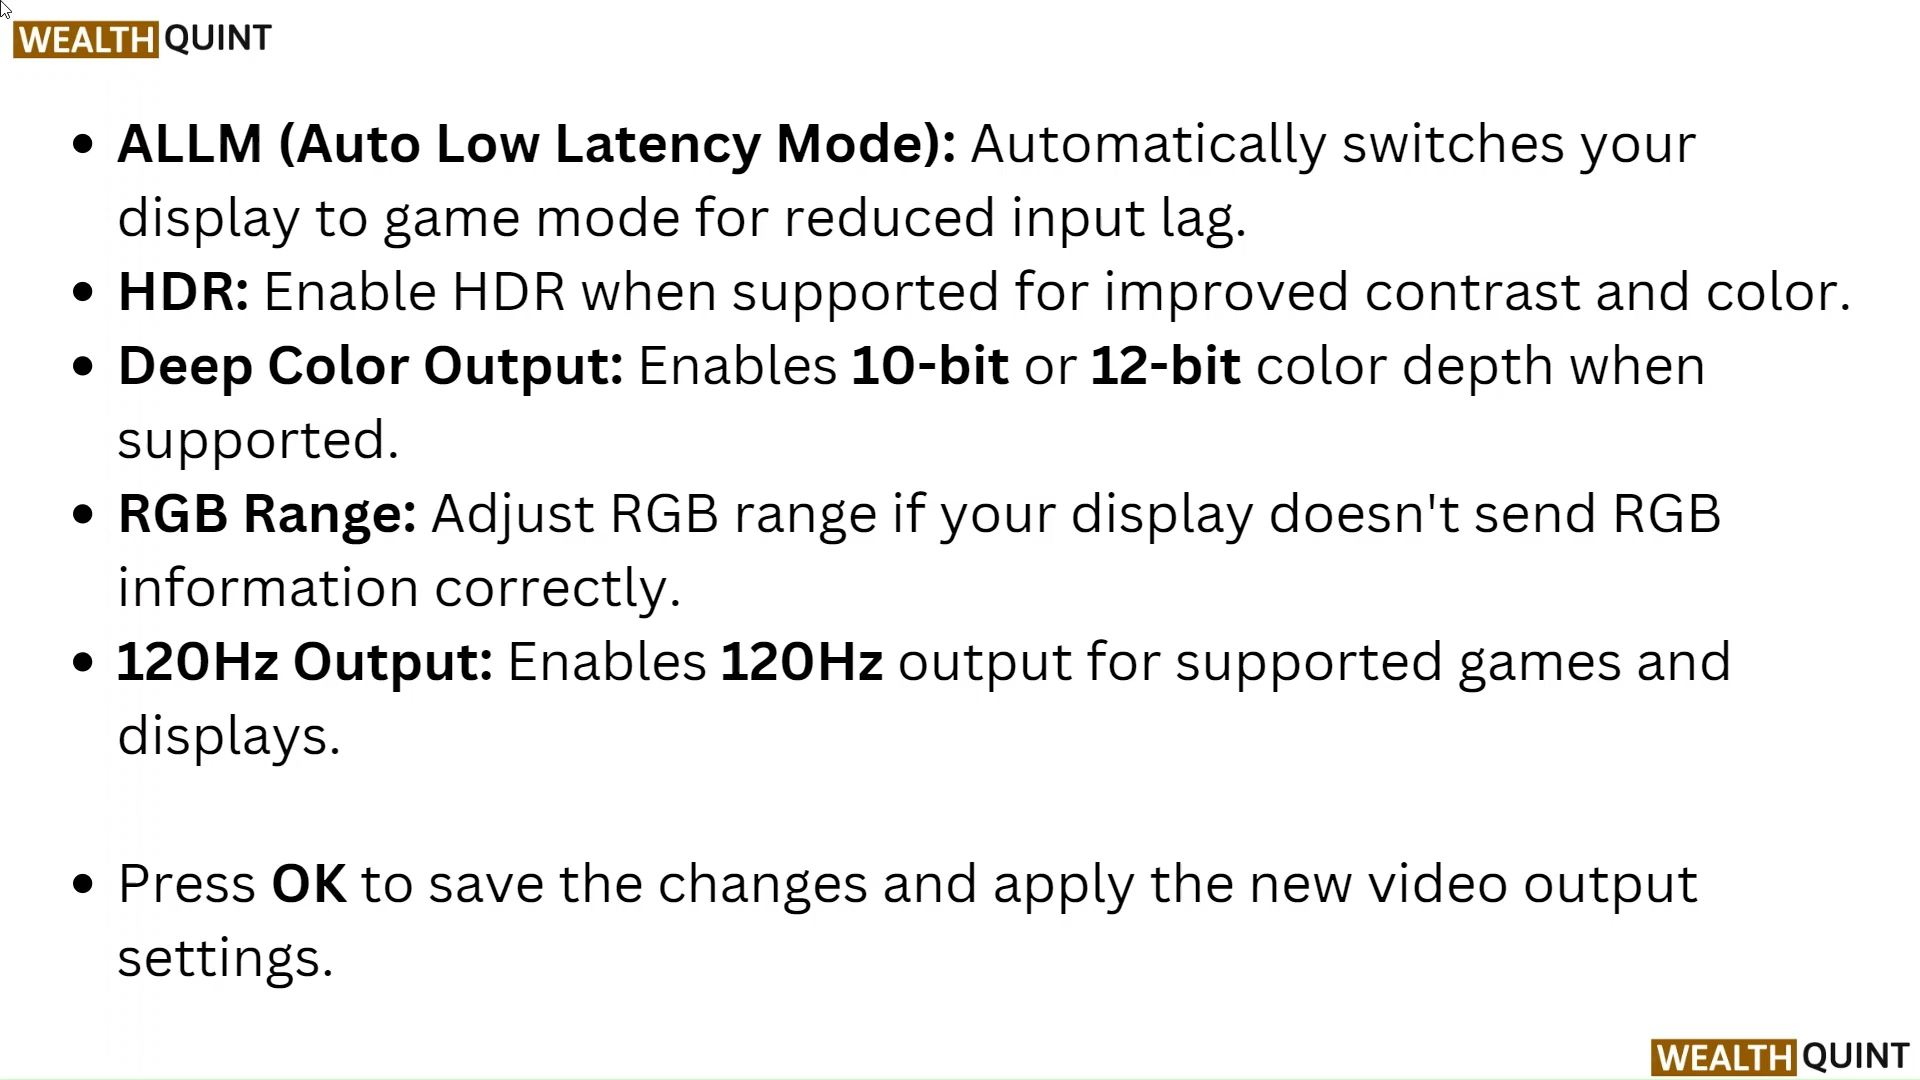 WEALTH QUINT
• ALLM (Auto Low Latency Mode): Automatically switches your
display to game mode for reduced input lag.
• HDR: Enable HDR when supported for improved contrast and color.
• Deep Color Output: Enables 10-bit or 12-bit color depth when
supported.
• RGB Range: Adjust RGB range if your display doesn't send RGB
information correctly.
• 120Hz Output: Enables 120Hz output for supported games and
displays.
• Press OK to save the changes and apply the new video output
settings.
WEALTH QUINT